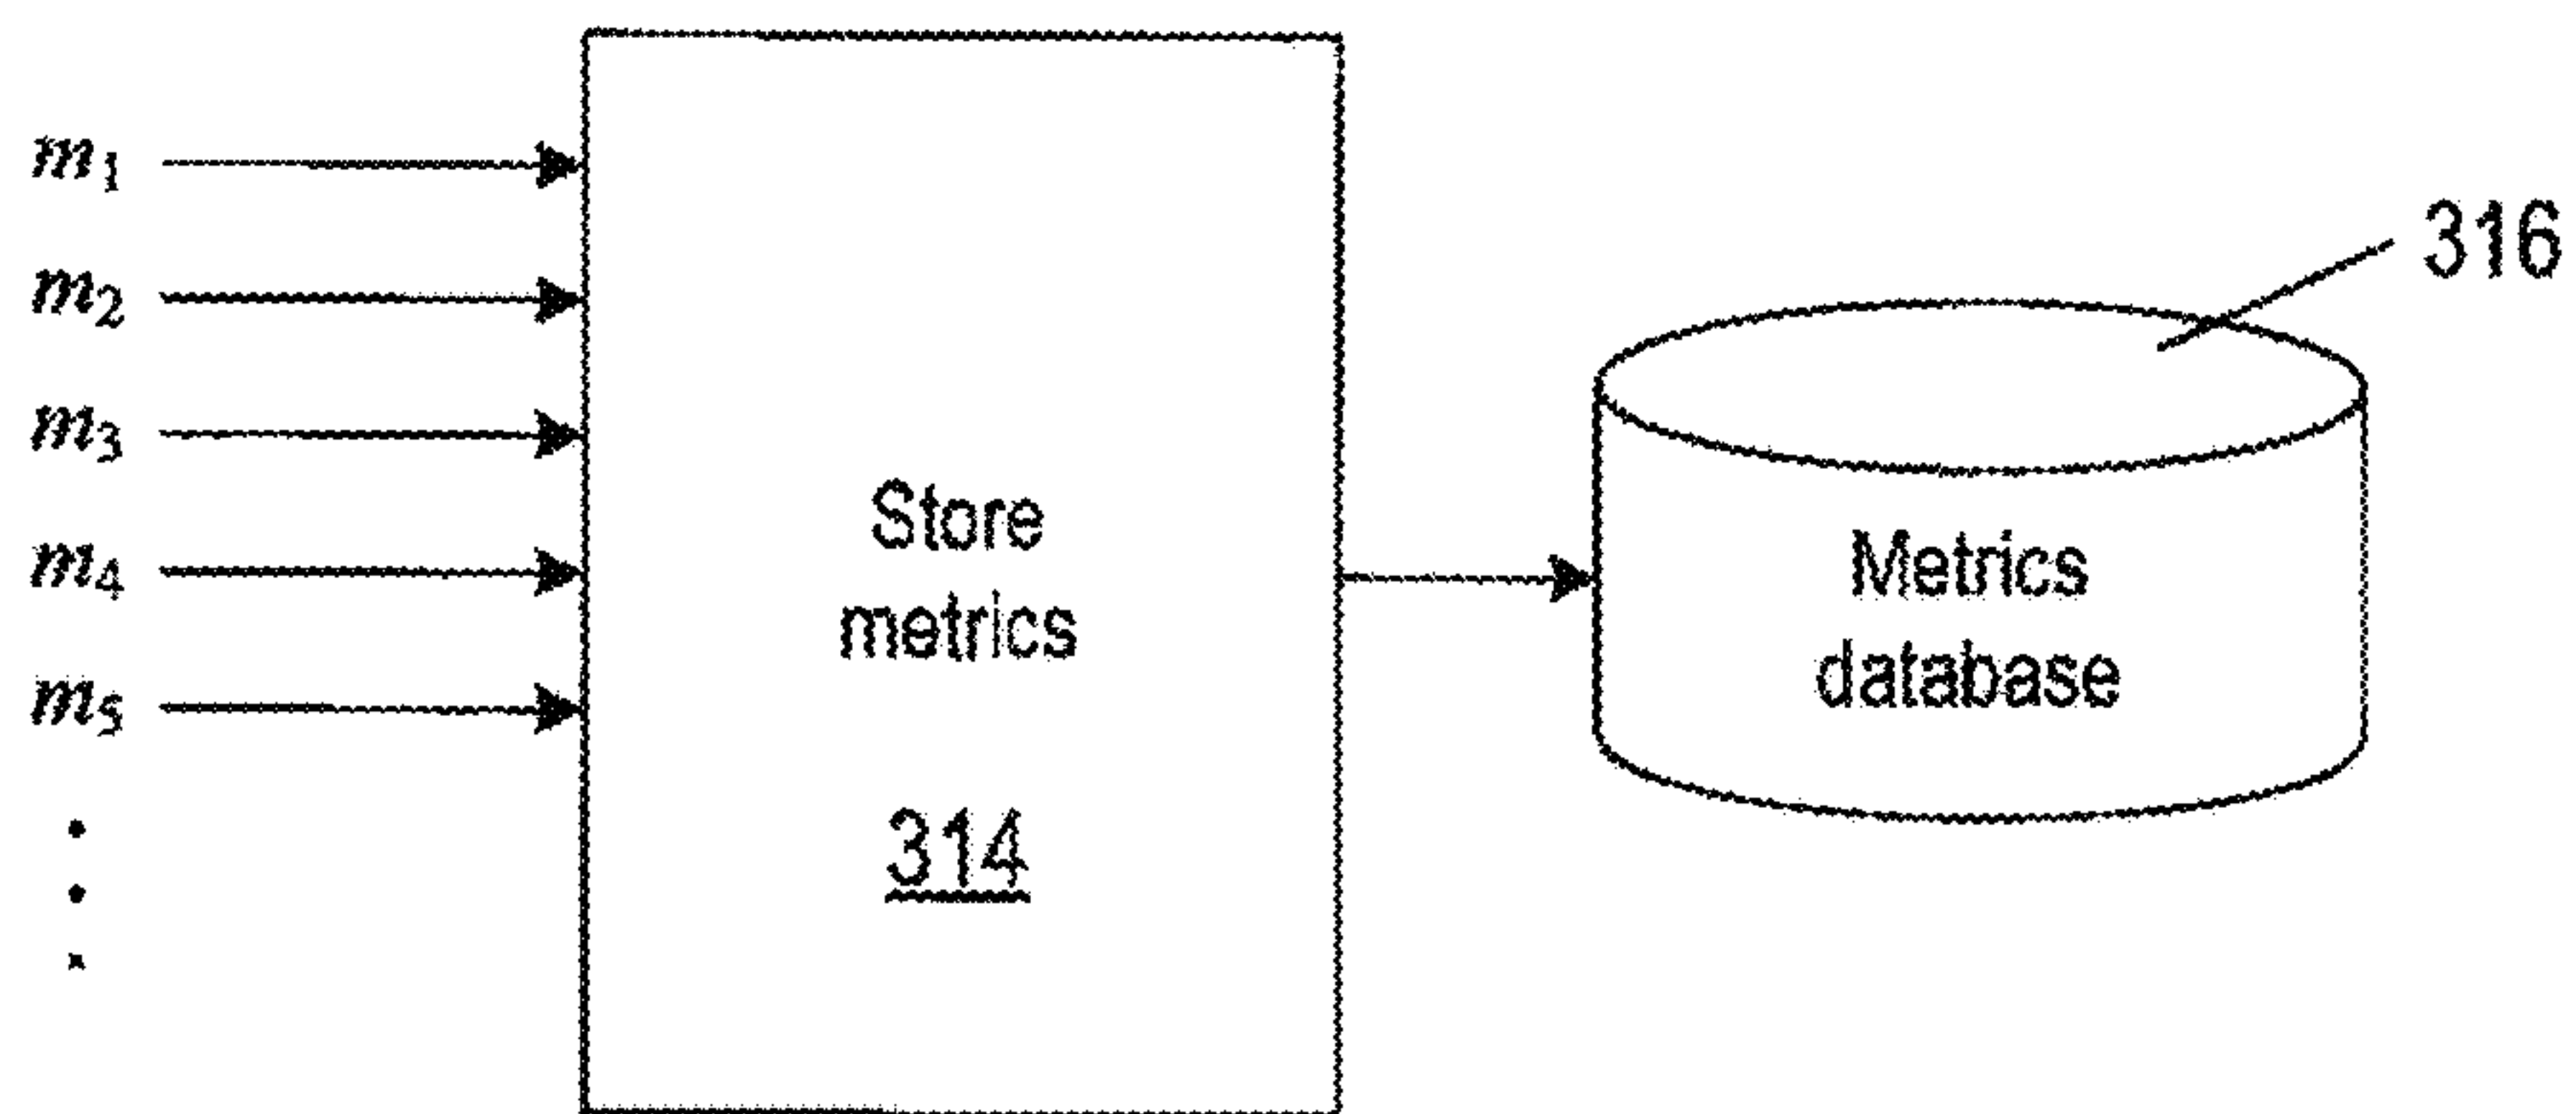 m₁
m₂
m₃
m₄
m₅
Store
metrics
314
316
Metrics
database